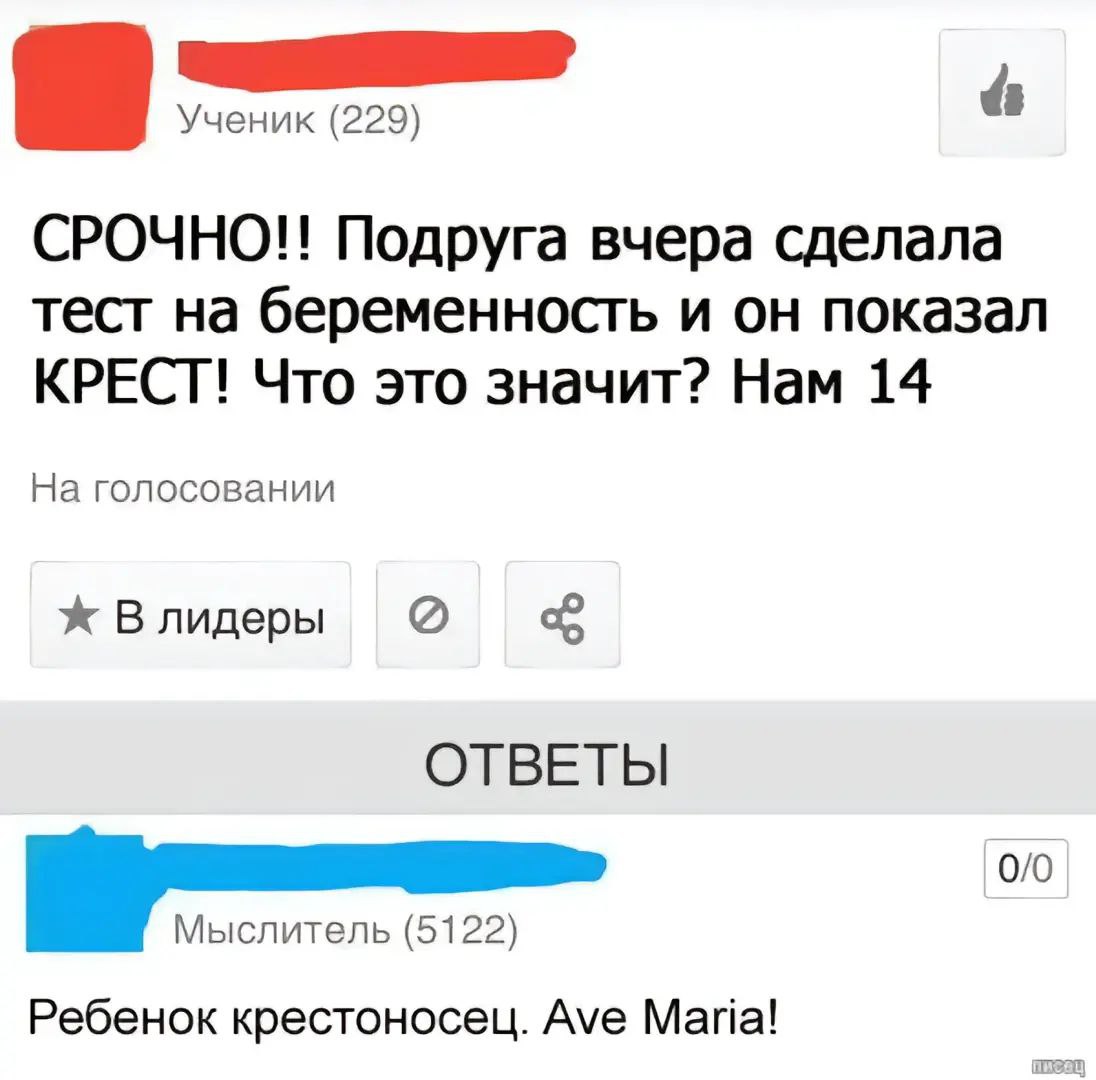 Ученик (229)
СРОЧНО!! Подруга вчера сделала
тест на беременность и он показал
КРЕСТ! Что это значит? Нам 14
На голосовании
В лидеры
ОТВЕТЫ
0/0
Мыслитель (5122)
Ребенок крестоносец. Ave Maria!
писец